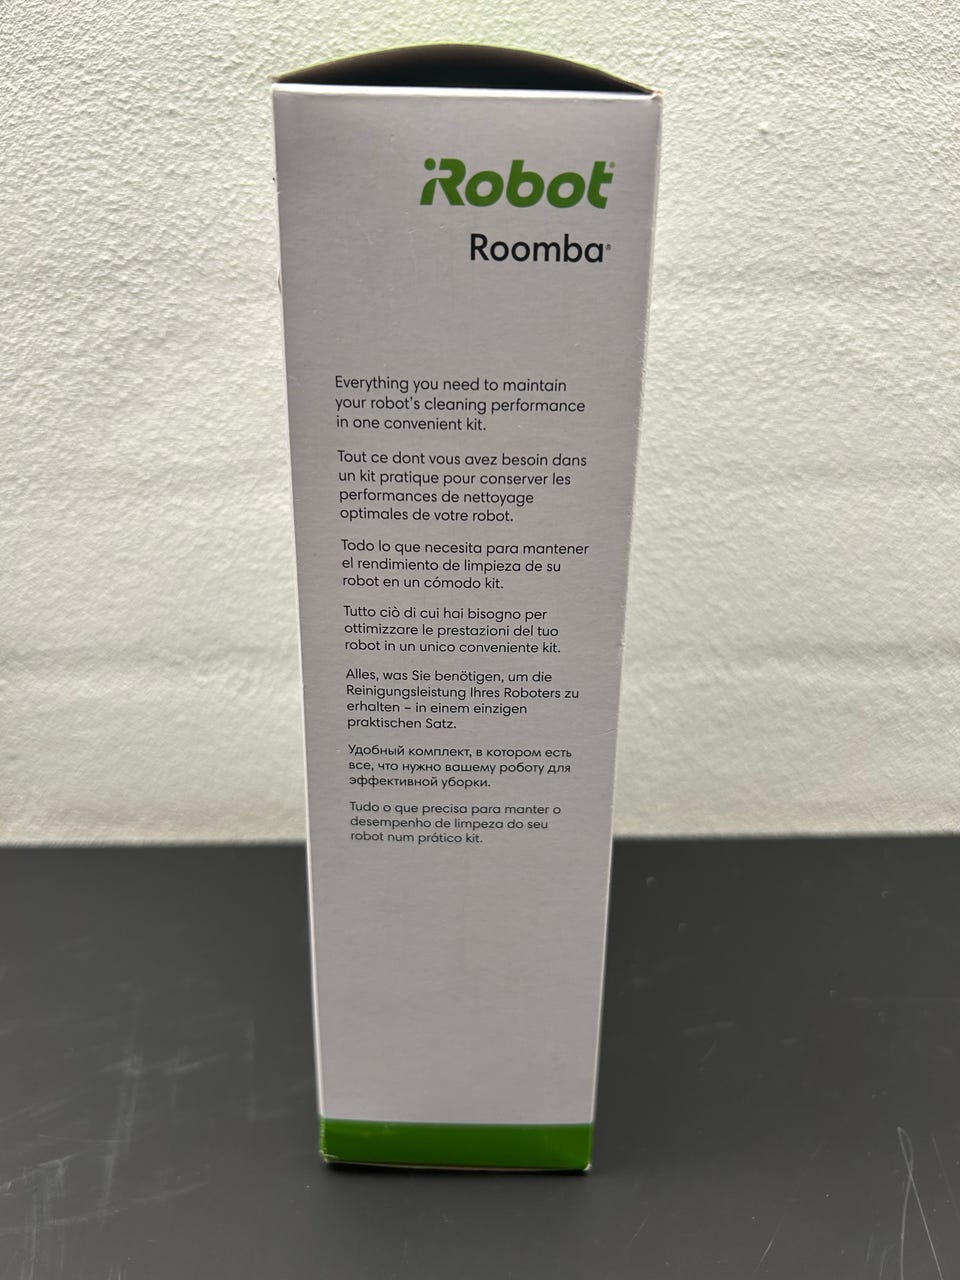 iRobot®
Roomba®
Everything you need to maintain
your robot's cleaning performance
in one convenient kit.
Tout ce dont vous avez besoin dans
un kit pratique pour conserver les
performances de nettoyage
optimales de votre robot.
Todo lo que necesita para mantener
el rendimiento de limpieza de su
robot en un cómodo kit.
Tutto ciò di cui hai bisogno per
ottimizzare le prestazioni del tuo
robot in un unico conveniente kit.
Alles, was Sie benötigen, um die
Reinigungsleistung Ihres Roboters zu
erhalten – in einem einzigen
praktischen Satz.
Удобный комплект, в котором есть
все, что нужно вашему роботу для
эффективной уборки.
Tudo o que precisa para manter o
desempenho de limpeza do seu
robot num prático kit.